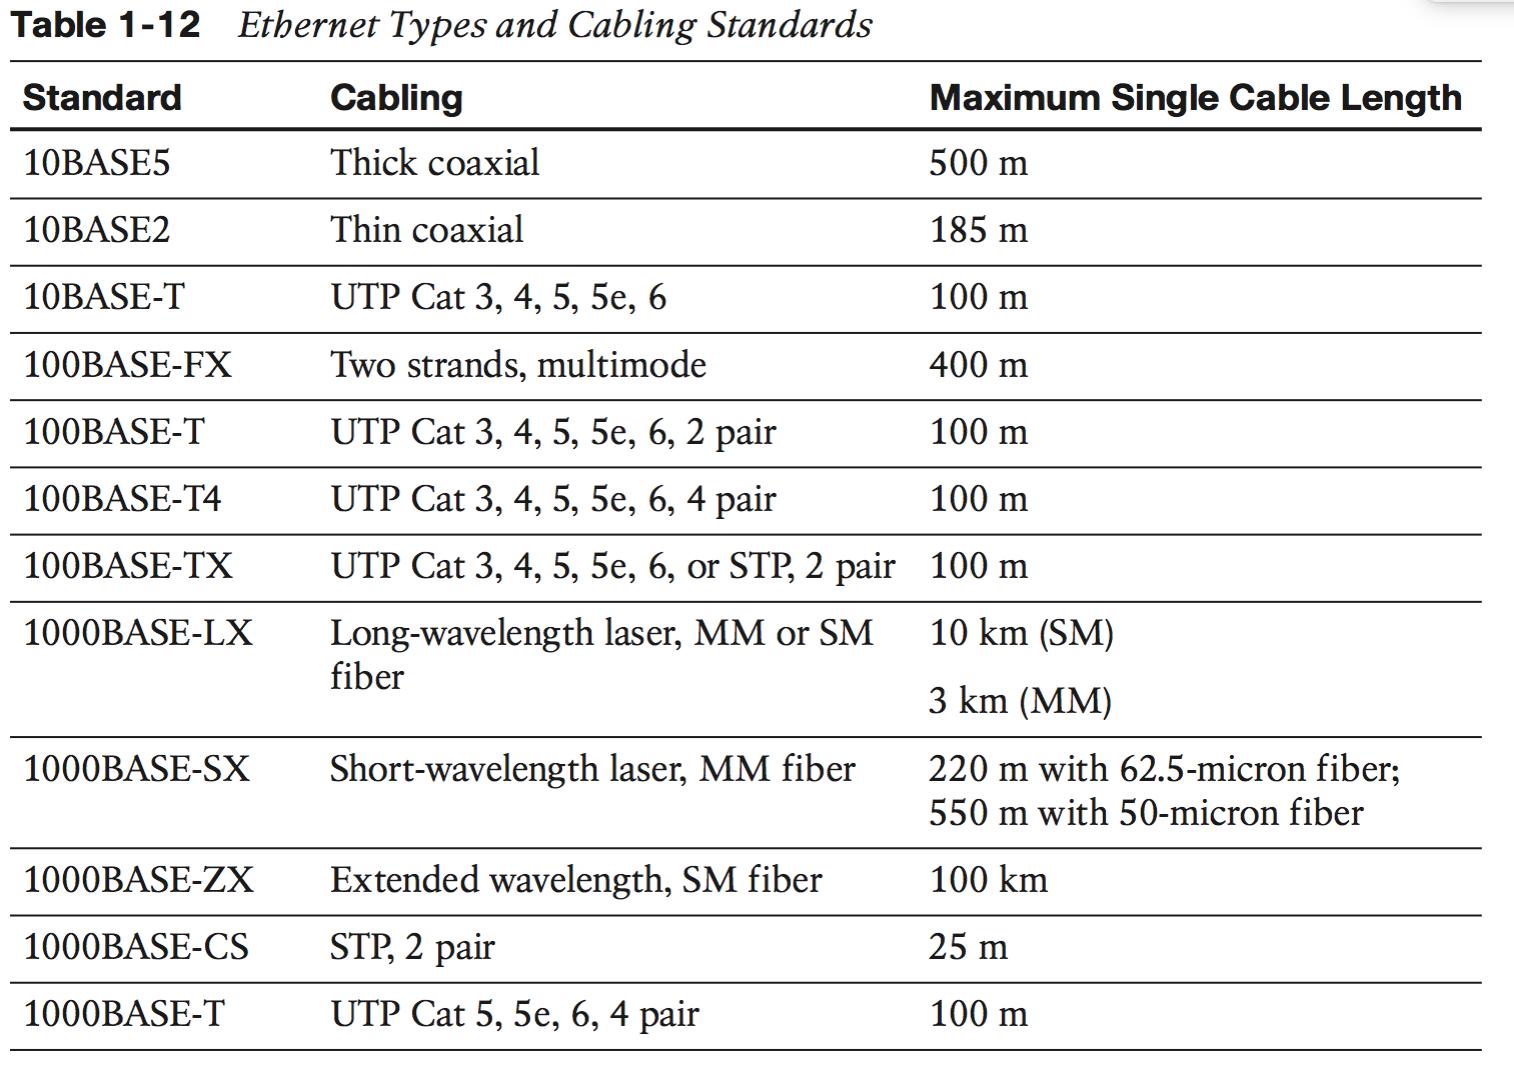 Table 1-12 Ethernet Types and Cabling Standards
Standard Cabling Maximum Single Cable Length
10BASE5 Thick coaxial 500 m
10BASE2 Thin coaxial 185 m
10BASE-T UTP Cat 3, 4, 5, 5e, 6 100 m
100BASE-FX Two strands, multimode 400 m
100BASE-T UTP Cat 3, 4, 5, 5e, 6, 2 pair 100 m
100BASE-T4 UTP Cat 3, 4, 5, 5e, 6, 4 pair 100 m
100BASE-TX UTP Cat 3, 4, 5, 5e, 6, or STP, 2 pair 100 m
1000BASE-LX Long-wavelength laser, MM or SM 10 km (SM)
fiber
3 km (MM)
1000BASE-SX Short-wavelength laser, MM fiber 220 m with 62.5-micron fiber;
550 m with 50-micron fiber
1000BASE-ZX Extended wavelength, SM fiber 100 km
1000BASE-CS STP, 2 pair 25 m
1000BASE-T UTP Cat 5, 5e, 6, 4 pair 100 m